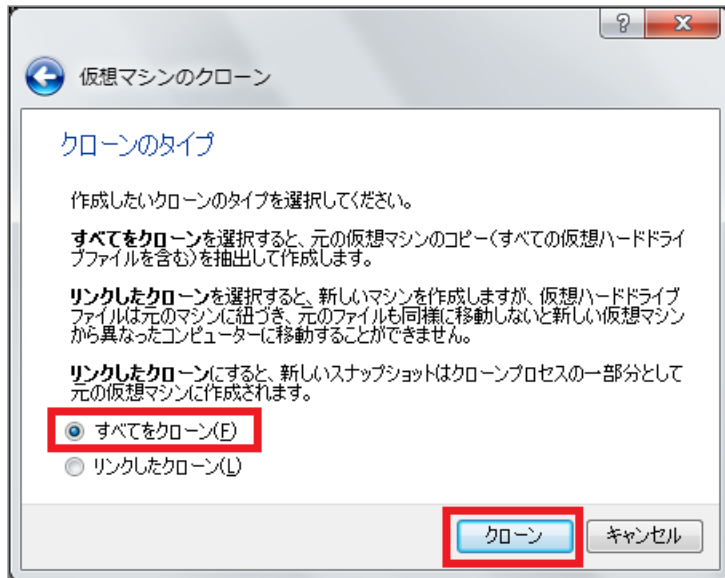 ?
X
仮想マシンのクローン
クローンのタイプ
作成したいクローンのタイプを選択してください。
すべてをクローンを選択すると、元の仮想マシンのコピー(すべての仮想ハードドライ
ブファイルを含む)を抽出して作成します。
リンクしたクローンを選択すると、新しいマシンを作成しますが、仮想ハードドライブ
ファイルは元のマシンに紐づき、元のファイルも同様に移動しないと新しい仮想マシン
から異なったコンピューターに移動することができません。
リンクしたクローンにすると、新しいスナップショットはクローンプロセスの一部分として
元の仮想マシンに作成されます。
すべてをクローン(F)
リンクしたクローン(L)
クローン キャンセル